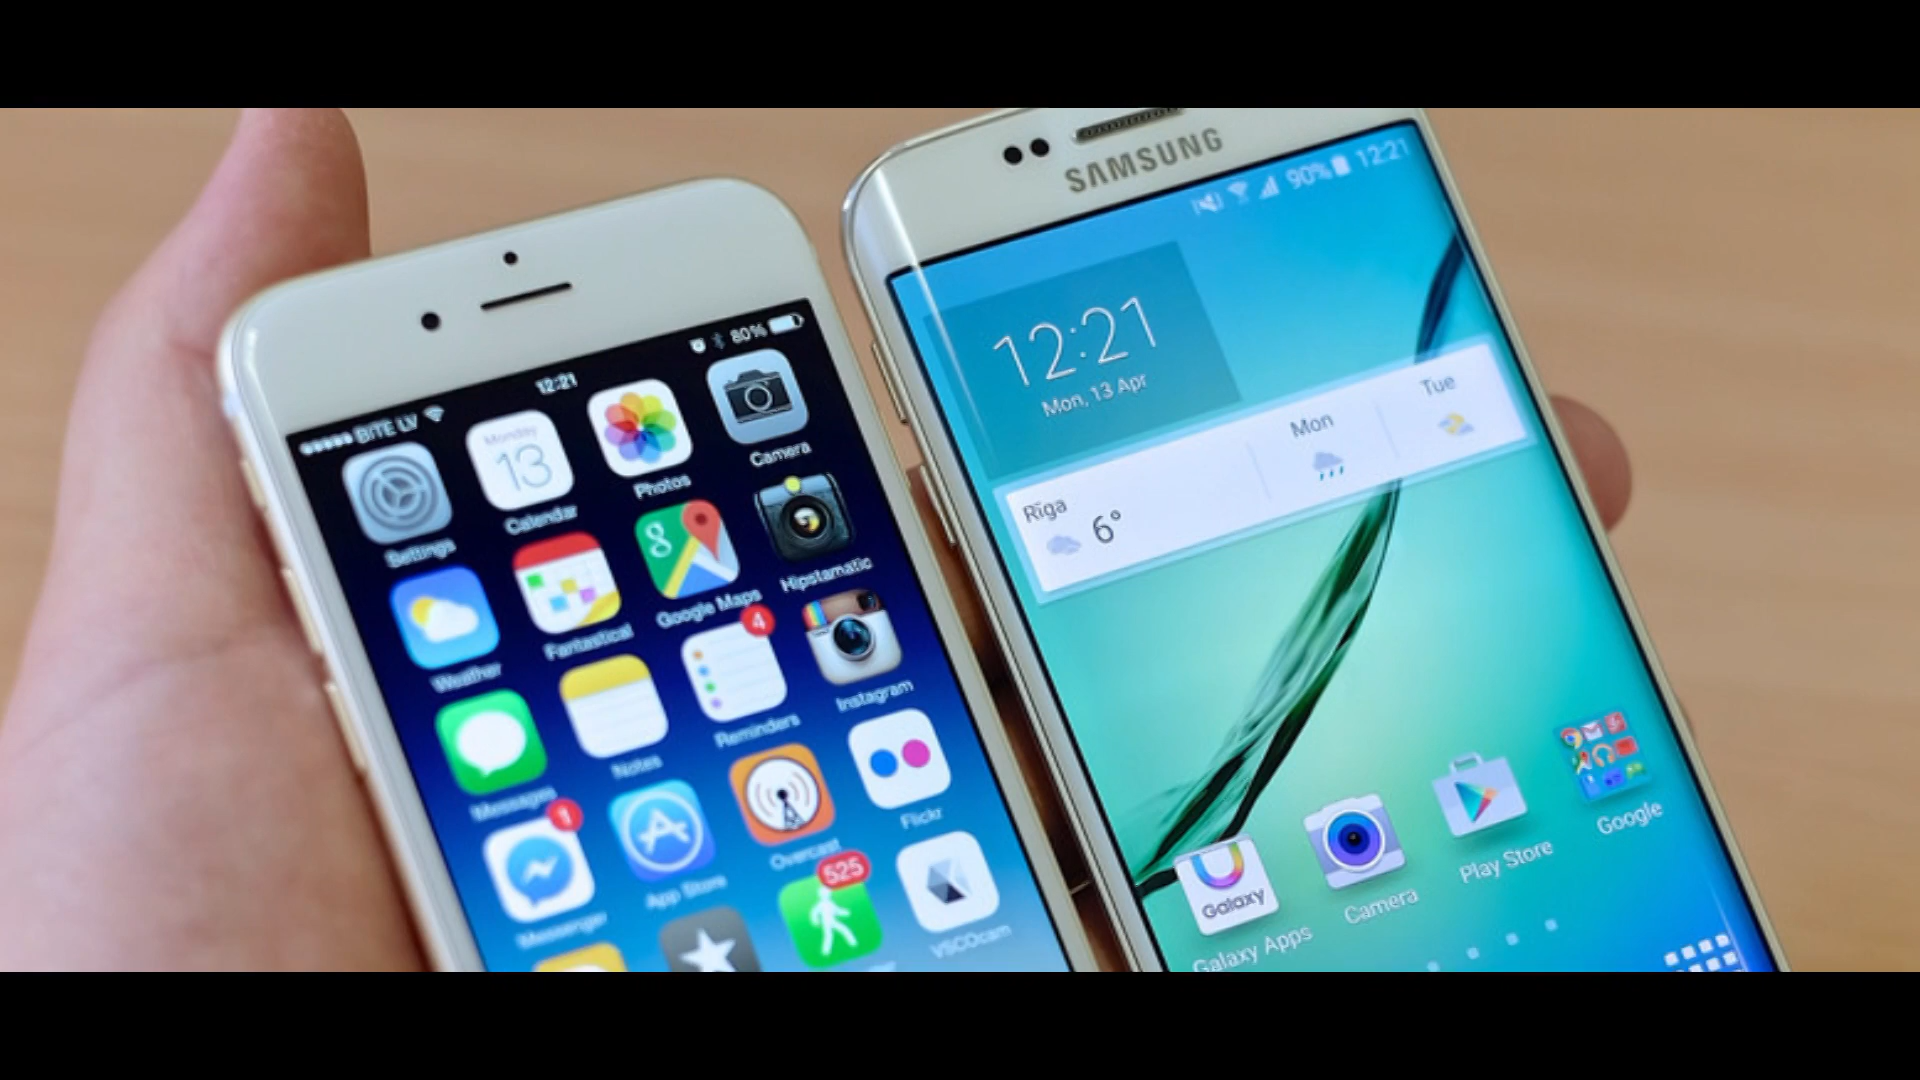 BITE LV
12:21
80%
Settings
Monday
13
Calendar
Photos
Camera
Weather
Fantastical
g
Google Maps
Hipstamatic
Messages
Notes
4
Reminders
Instagram
1
Messenger
App Store
Overcast
Flickr
525
VSCOcam
SAMSUNG
90% 12:21
12:21
Mon, 13 Apr
Rīga
6°
Mon
Tue
Galaxy
Galaxy Apps
Camera
Play Store
Google